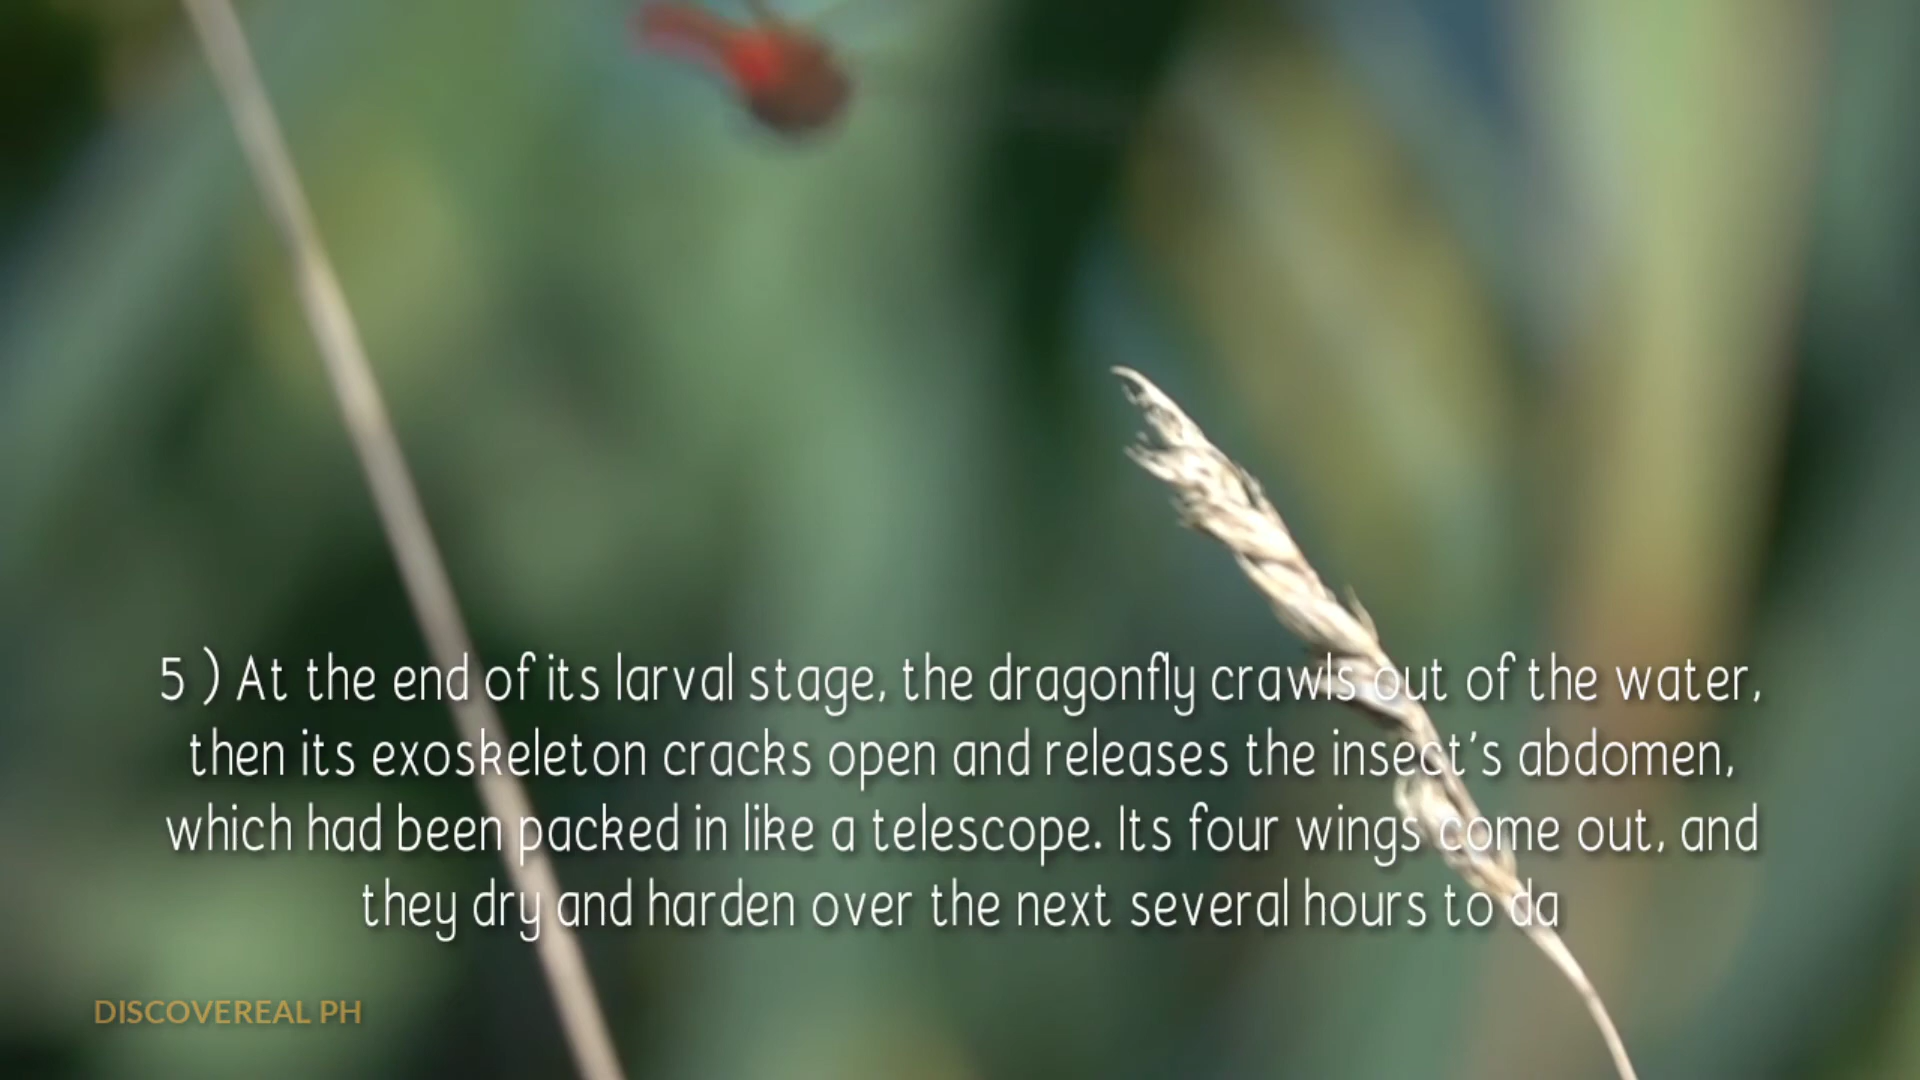 5 ) At the end of its larval stage, the dragonfly crawls out of the water,
then its exoskeleton cracks open and releases the insect's abdomen,
which had been packed in like a telescope. Its four wings come out, and
they dry and harden over the next several hours to da
DISCOVEREAL PH